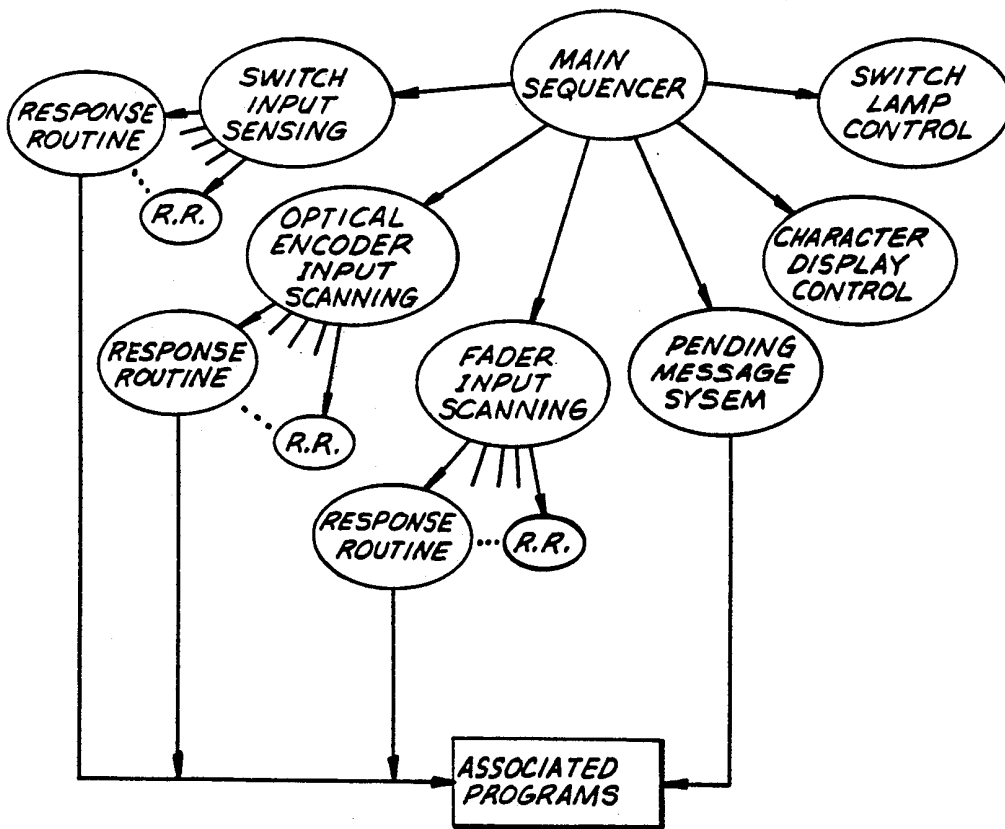 MAIN
SEQUENCER
SWITCH
INPUT
SENSING
SWITCH
LAMP
CONTROL
RESPONSE
ROUTINE
R.R.
OPTICAL
ENCODER
INPUT
SCANNING
CHARACTER
DISPLAY
CONTROL
RESPONSE
ROUTINE
R.R.
FADER
INPUT
SCANNING
PENDING
MESSAGE
SYSEM
RESPONSE
ROUTINE
R.R.
ASSOCIATED
PROGRAMS